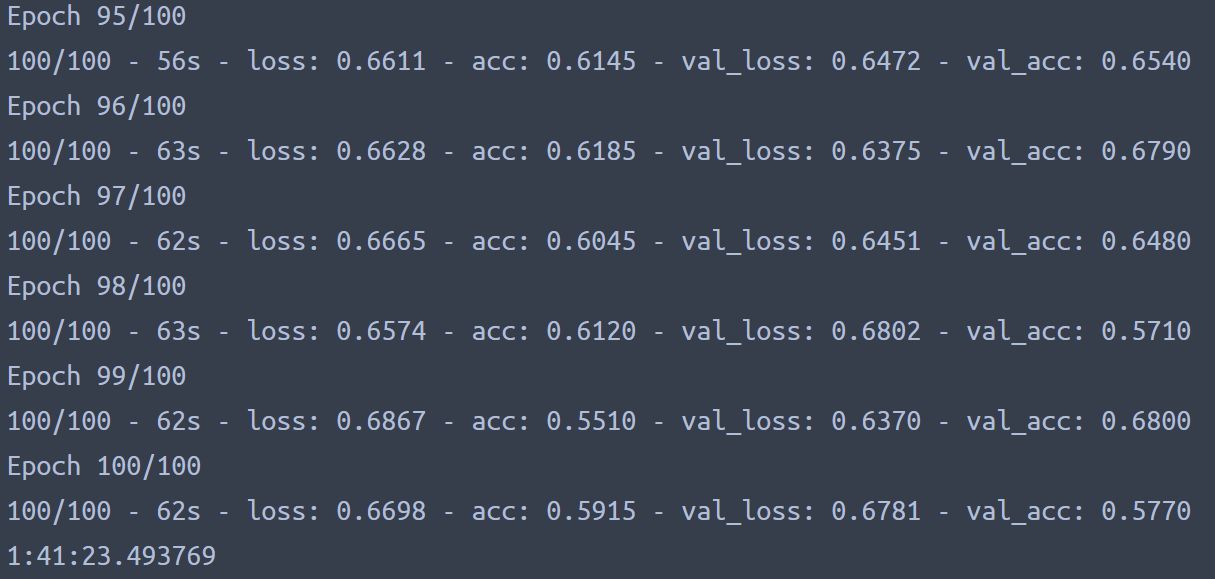 Epoch 95/100
100/100 - 56s - loss: 0.6611 - acc: 0.6145 - val_loss: 0.6472 - val_acc: 0.6540
Epoch 96/100
100/100 - 63s - loss: 0.6628 - acc: 0.6185 - val_loss: 0.6375 - val_acc: 0.6790
Epoch 97/100
100/100 - 62s - loss: 0.6665 - acc: 0.6045 - val_loss: 0.6451 - val_acc: 0.6480
Epoch 98/100
100/100 - 63s - loss: 0.6574 - acc: 0.6120 - val_loss: 0.6802 - val_acc: 0.5710
Epoch 99/100
100/100 - 62s - loss: 0.6867 - acc: 0.5510 - val_loss: 0.6370 - val_acc: 0.6800
Epoch 100/100
100/100 - 62s - loss: 0.6698 - acc: 0.5915 - val_loss: 0.6781 - val_acc: 0.5770
1:41:23.493769